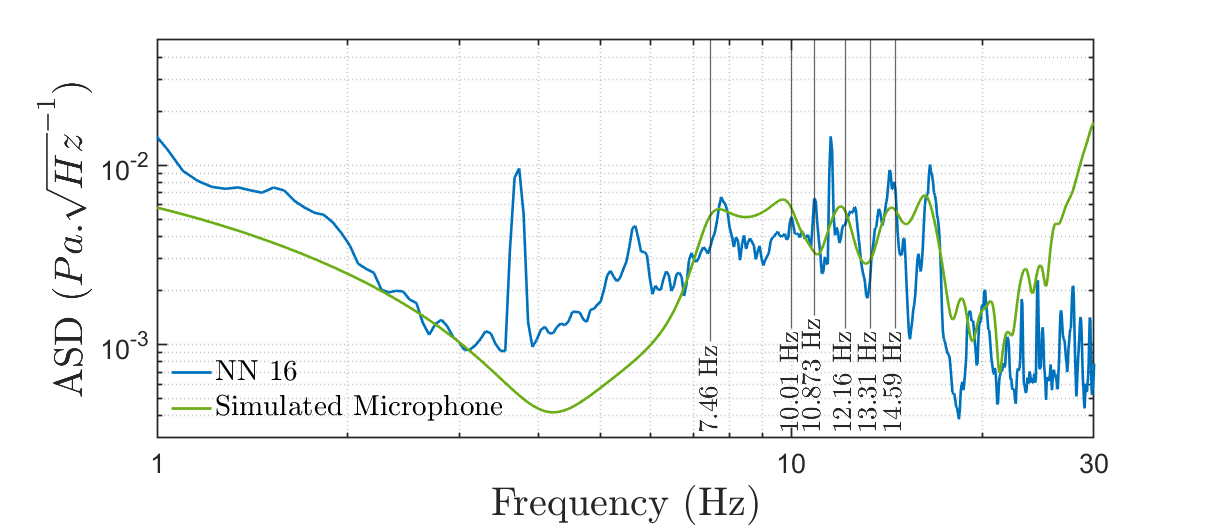 ASD (Pa.√Hz⁻¹)
10⁻²
10⁻³
NN 16
Simulated Microphone
7.46 Hz
10.01 Hz
10.873 Hz
12.16 Hz
13.31 Hz
14.59 Hz
1
10
30
Frequency (Hz)